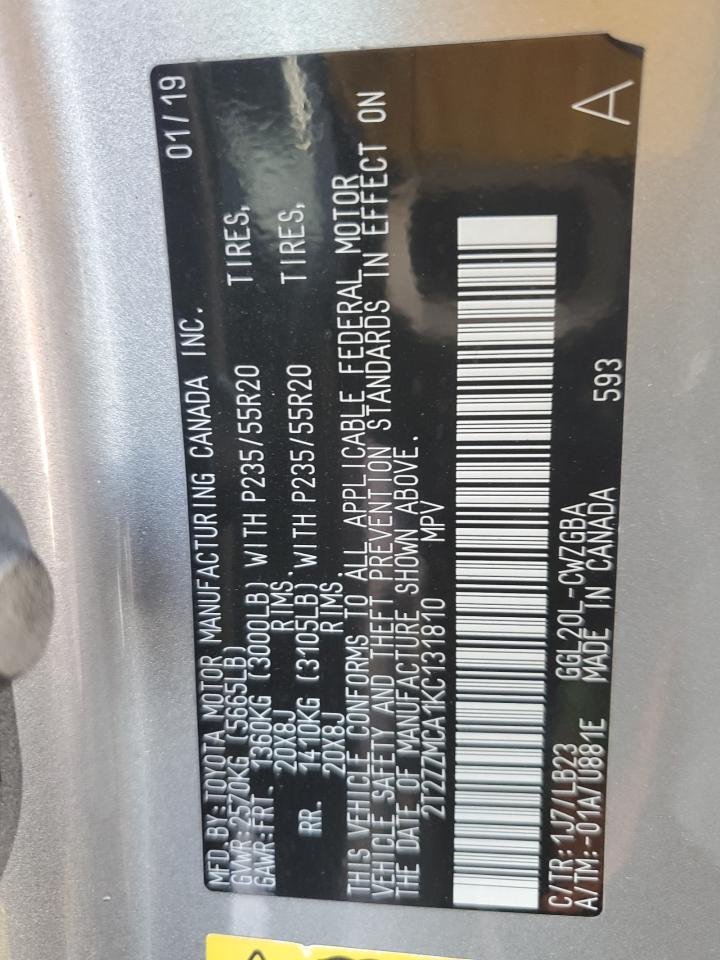 MFD.BY:TOYOTA MOTOR MANUFACTURING CANADA INC. 01/19
GVWR:2570KG (5665LB)
GAWR:FRT. 1360KG (3000LB) WITH P235/55R20 TIRES,
20X8J RIMS.
RR. 1410KG (3105LB) WITH P235/55R20 TIRES,
20X8J RIMS.
THIS VEHICLE CONFORMS TO ALL APPLICABLE FEDERAL MOTOR
VEHICLE SAFETY AND THEFT PREVENTION STANDARDS IN EFFECT ON
THE DATE OF MANUFACTURE SHOWN ABOVE.
2T2ZZMCA1KC131810 MPV
C/TR:1J7/LB23 GGL20L-CWZGBA
A/TM:-01A/U881E MADE IN CANADA 593 A